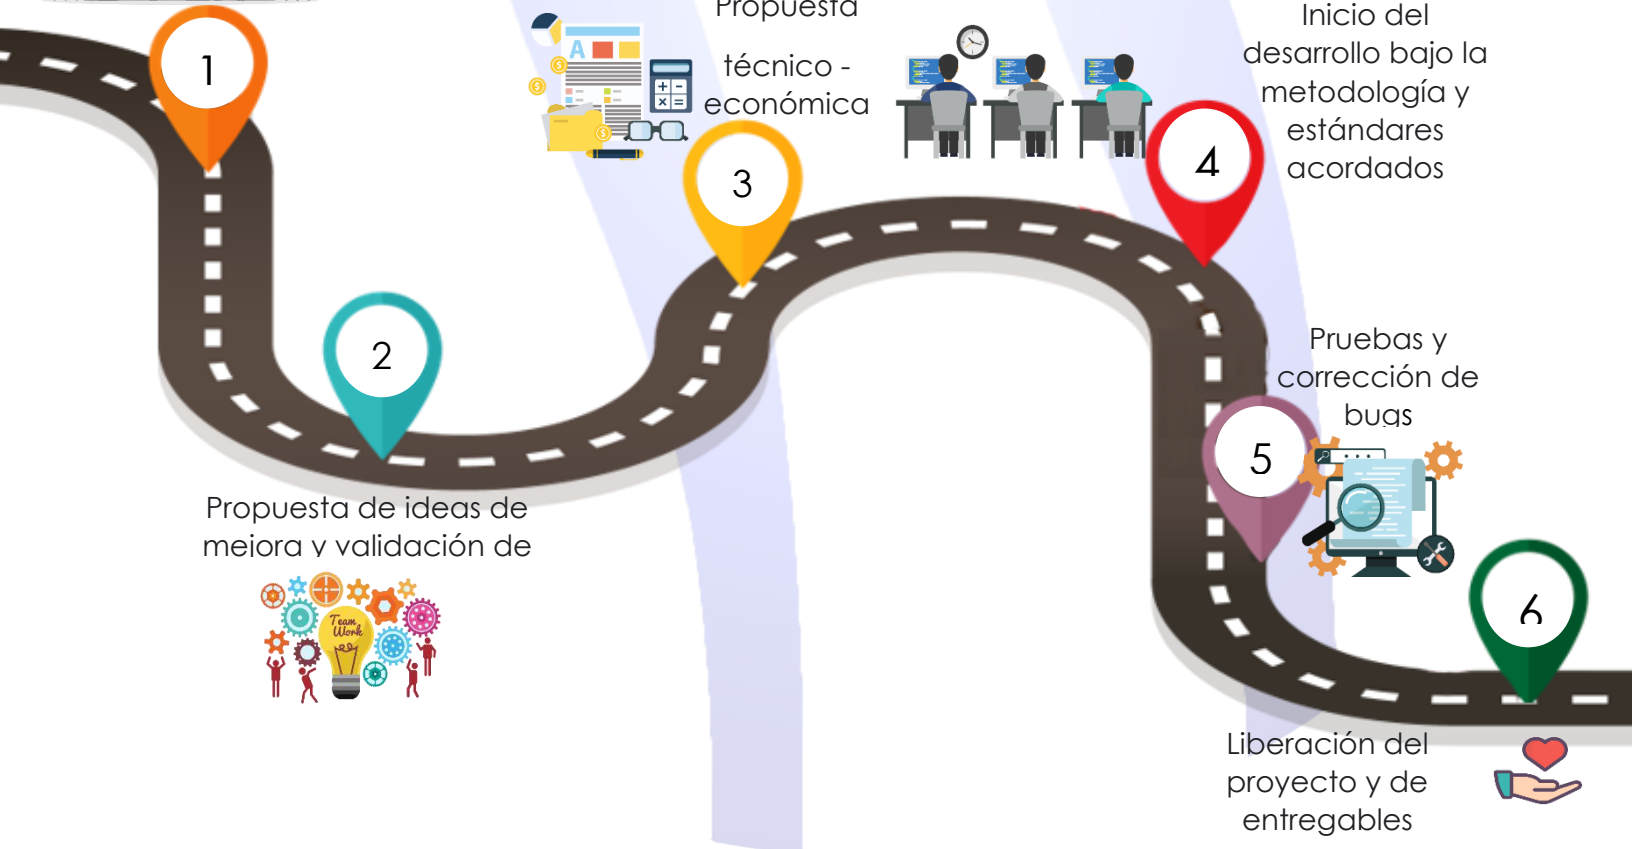 1
Propuesta
técnico -
económica
Inicio del
desarrollo bajo la
metodología y
estándares
acordados
A
3
4
2
Propuesta de ideas de
mejora y validación de
Team
Work
Pruebas y
corrección de
bugs
5
6
Liberación del
proyecto y de
entregables